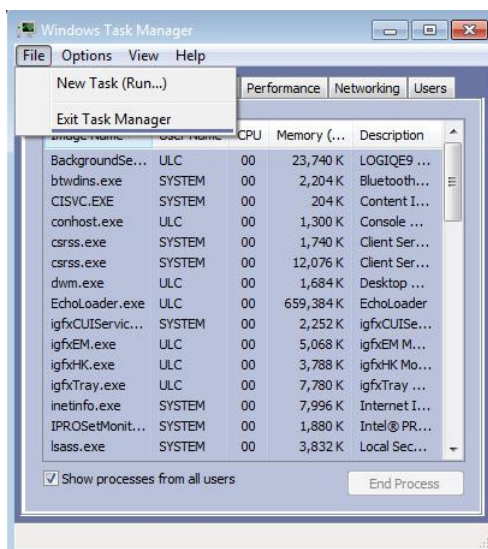 Windows Task Manager
File Options View Help
New Task (Run...)
Exit Task Manager
Performance Networking Users
Image Name User Name CPU Memory (... Description
BackgroundSe... ULC 00 23,740 K LOGIQE9 ...
btwdins.exe SYSTEM 00 2,204 K Bluetooth...
CISVC.EXE SYSTEM 00 204 K Content I...
conhost.exe ULC 00 1,300 K Console ...
csrss.exe SYSTEM 00 1,740 K Client Ser...
csrss.exe SYSTEM 00 12,076 K Client Ser...
dwm.exe ULC 00 1,684 K Desktop ...
EchoLoader.exe ULC 00 659,384 K EchoLoader
igfxCUIServic... SYSTEM 00 2,252 K igfxCUISe...
igfxEM.exe ULC 00 5,068 K igfxEM M...
igfxHK.exe ULC 00 3,788 K igfxHK Mo...
igfxTray.exe ULC 00 7,780 K igfxTray ...
inetinfo.exe SYSTEM 00 7,996 K Internet I...
IPROSetMonit... SYSTEM 00 1,880 K Intel® PR...
lsass.exe SYSTEM 00 3,832 K Local Sec...
Show processes from all users
End Process